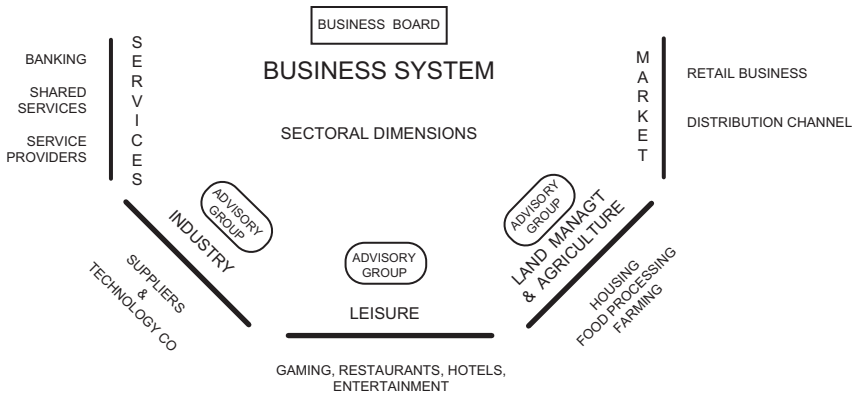 BUSINESS BOARD
BUSINESS SYSTEM
SECTORAL DIMENSIONS
SERVICES
BANKING
SHARED
SERVICES
SERVICE
PROVIDERS
MARKET
RETAIL BUSINESS
DISTRIBUTION CHANNEL
ADVISORY
GROUP
INDUSTRY
SUPPLIERS
&
TECHNOLOGY CO
ADVISORY
GROUP
LEISURE
GAMING, RESTAURANTS, HOTELS,
ENTERTAINMENT
ADVISORY
GROUP
LAND MANAG'T
& AGRICULTURE
HOUSING
FOOD PROCESSING
FARMING